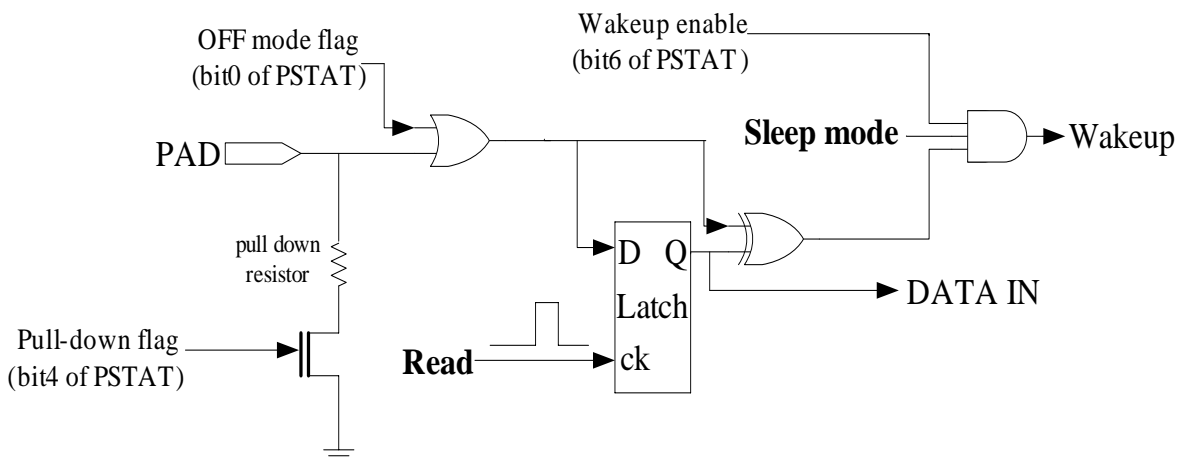 OFF mode flag
(bit0 of PSTAT)
Wakeup enable
(bit6 of PSTAT)
Sleep mode
Wakeup
PAD
pull down
resistor
D Q
Latch
ck
DATA IN
Pull-down flag
(bit4 of PSTAT)
Read